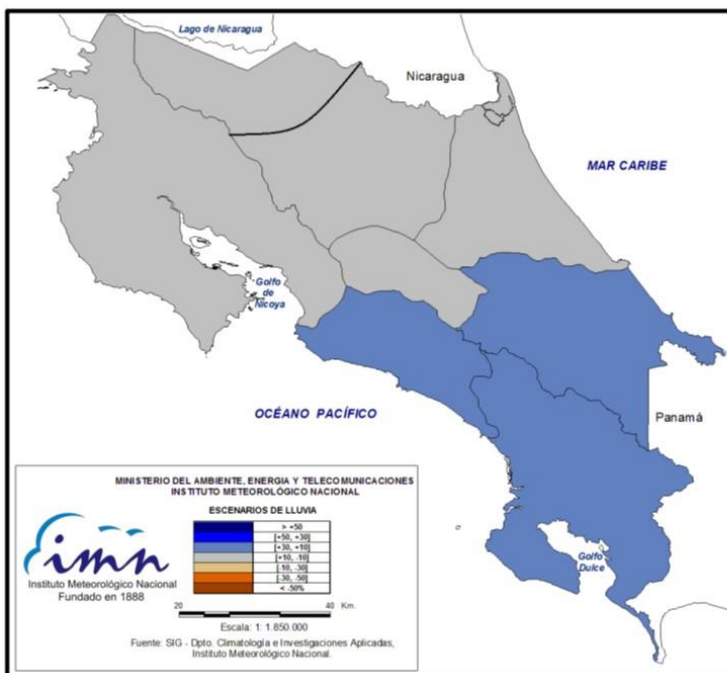 Lago de Nicaragua
Nicaragua
MAR CARIBE
Golfo
de
Nicoya
OCÉANO PACÍFICO
Panamá
Golfo
Dulce
MINISTERIO DEL AMBIENTE, ENERGIA Y TELECOMUNICACIONES
INSTITUTO METEOROLÓGICO NACIONAL
ESCENARIOS DE LLUVIA
> +50
[+50, +30]
[+30, +10]
[+10, -10]
[-10, -30]
[-30, -50]
< -50%
imn
Instituto Meteorológico Nacional
Fundado en 1888
20 40 Km.
Escala: 1: 1.850.000
Fuente: SIG - Dpto. Climatología e Investigaciones Aplicadas,
Instituto Meteorológico Nacional.